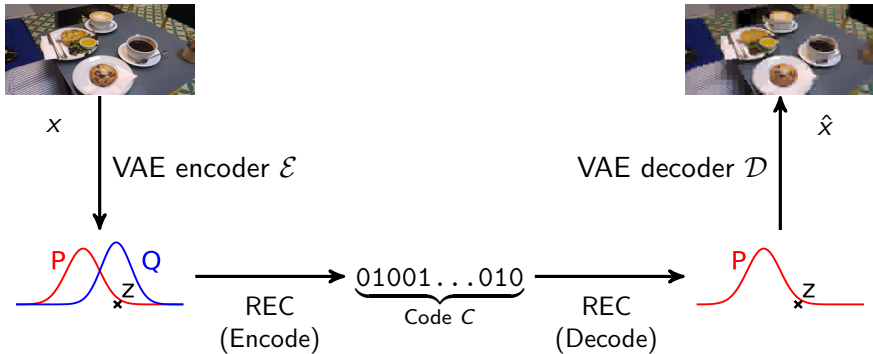 x
VAE encoder ℰ
P
Q
z
REC
(Encode)
01001...010
Code C
REC
(Decode)
P
z
VAE decoder 𝒟
x̂